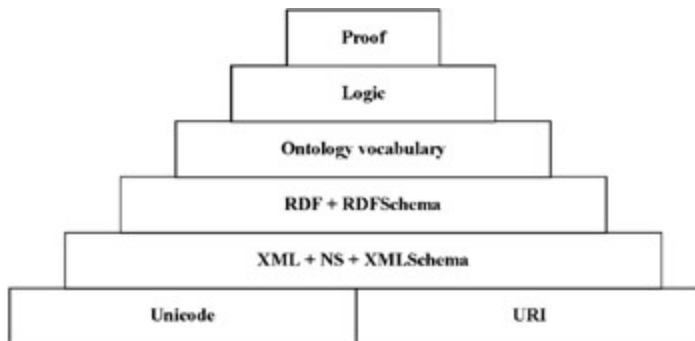 Proof
Logic
Ontology vocabulary
RDF + RDFSchema
XML + NS + XMLSchema
Unicode
URI